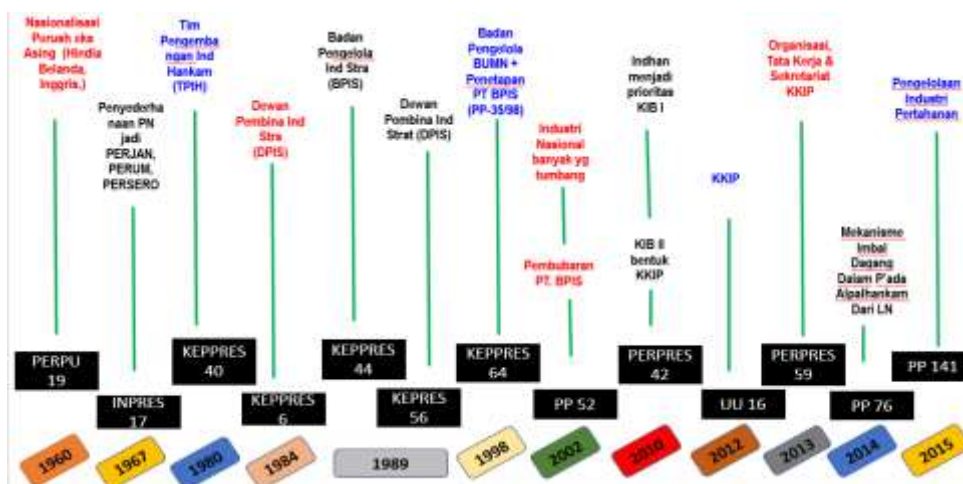 Nasionalisasi
Purush xka
Asing (Hindia
Belanda,
Inggris.)
Penyederha
naan PN
jadi
PERJAN,
PERUM,
PERSERO
Tim
Pengemba
ngan Ind
Hankam
(TPIH)
Dewan
Pembina Ind
Stra
(DPIS)
Badan
Pengelola
Ind Stra
(BPIS)
Dewan
Pembina Ind
Strat (DPIS)
Badan
Pengelola
BUMN +
Penetapan
PT BPIS
(PP-35/98)
Industri
Nasional
banyak yg
tumbang
Pembubaran
PT. BPIS
Indhan
menjadi
prioritas
KIB I
KIB II
bentuk
KKIP
KKIP
Organisasi,
Tata Kerja &
Sekretariat
KKIP
Mekanisme
Imbal
Dagang
Dalam P'ada
Alpalhankam
Dari LN
Pengelolaan
Industri
Pertahanan
PERPU
19
INPRES
17
KEPPRES
40
KEPPRES
6
KEPPRES
44
KEPRES
56
KEPPRES
64
PP 52
PERPRES
42
UU 16
PERPRES
59
PP 76
PP 141
1960
1967
1980
1984
1989
1998
2002
2010
2012
2013
2014
2015